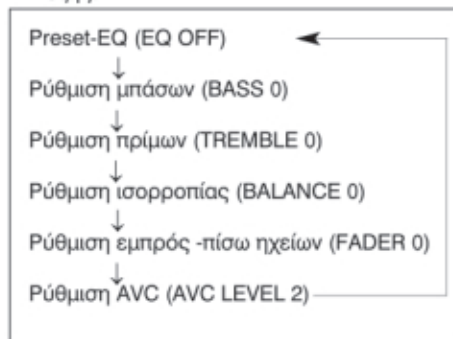 Preset-EQ (EQ OFF)
Ρύθμιση μπάσων (BASS 0)
Ρύθμιση πρίμων (TREMBLE 0)
Ρύθμιση ισορροπίας (BALANCE 0)
Ρύθμιση εμπρός -πίσω ηχείων (FADER 0)
Ρύθμιση AVC (AVC LEVEL 2)